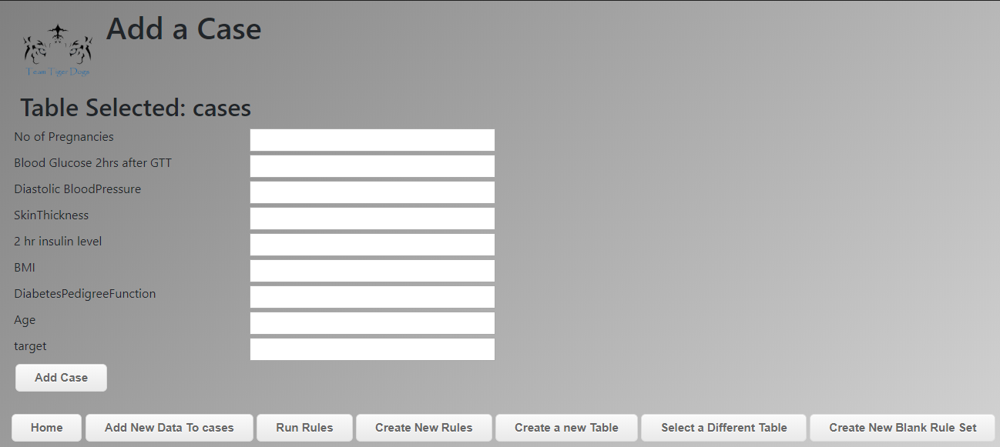 Add a Case
Team Tiger Dogs
Table Selected: cases
No of Pregnancies
Blood Glucose 2hrs after GTT
Diastolic BloodPressure
SkinThickness
2 hr insulin level
BMI
DiabetesPedigreeFunction
Age
target
Add Case
Home Add New Data To cases Run Rules Create New Rules Create a new Table Select a Different Table Create New Blank Rule Set